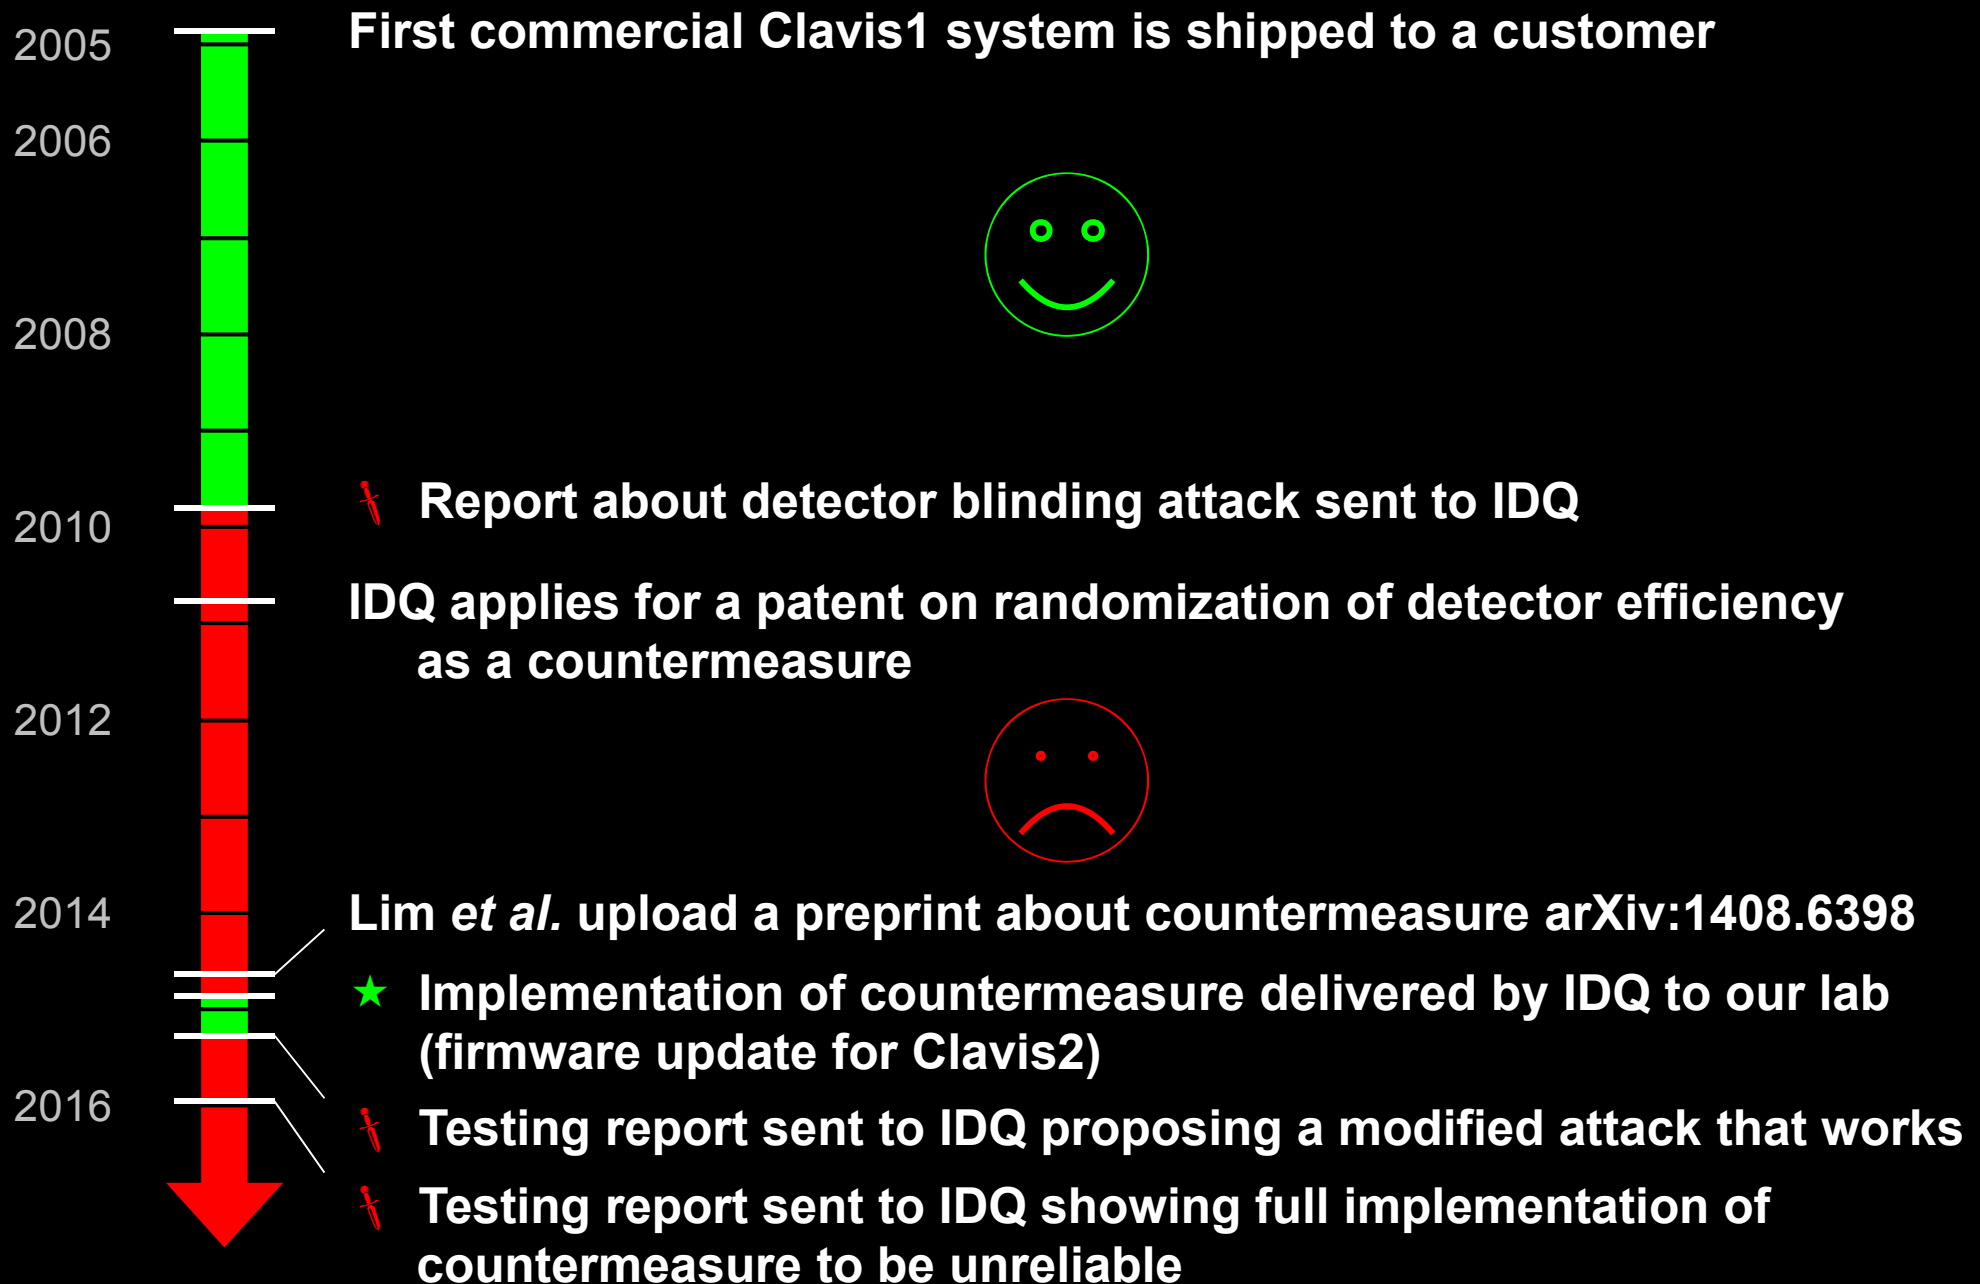 2005
First commercial Clavis1 system is shipped to a customer
2006
2008
Report about detector blinding attack sent to IDQ
2010
IDQ applies for a patent on randomization of detector efficiency
as a countermeasure
2012
2014
Lim et al. upload a preprint about countermeasure arXiv:1408.6398
Implementation of countermeasure delivered by IDQ to our lab
(firmware update for Clavis2)
2016
Testing report sent to IDQ proposing a modified attack that works
Testing report sent to IDQ showing full implementation of
countermeasure to be unreliable